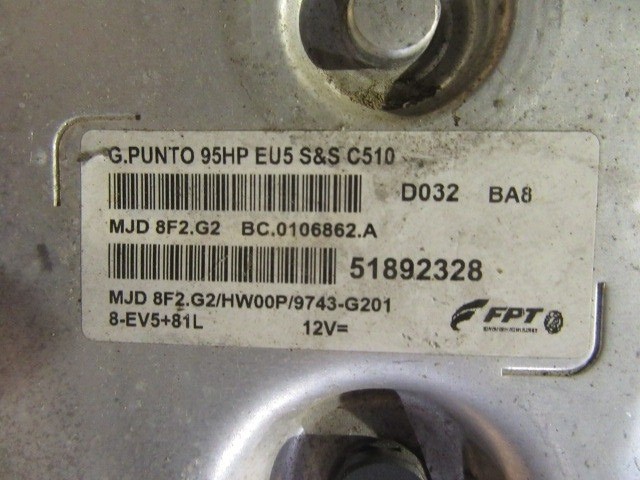 G.PUNTO 95HP EU5 S&S C510
D032 BA8
MJD 8F2.G2 BC.0106862.A
51892328
MJD 8F2.G2/HW00P/9743-G201
8-EV5+81L 12V=
FPT